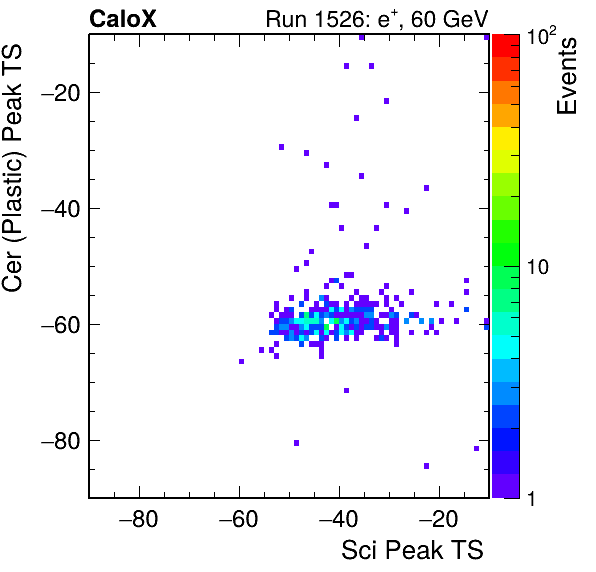 CaloX Run 1526: e+, 60 GeV
Cer (Plastic) Peak TS
−20
−40
−60
−80
−80 −60 −40 −20
Sci Peak TS
10²
10
1
Events